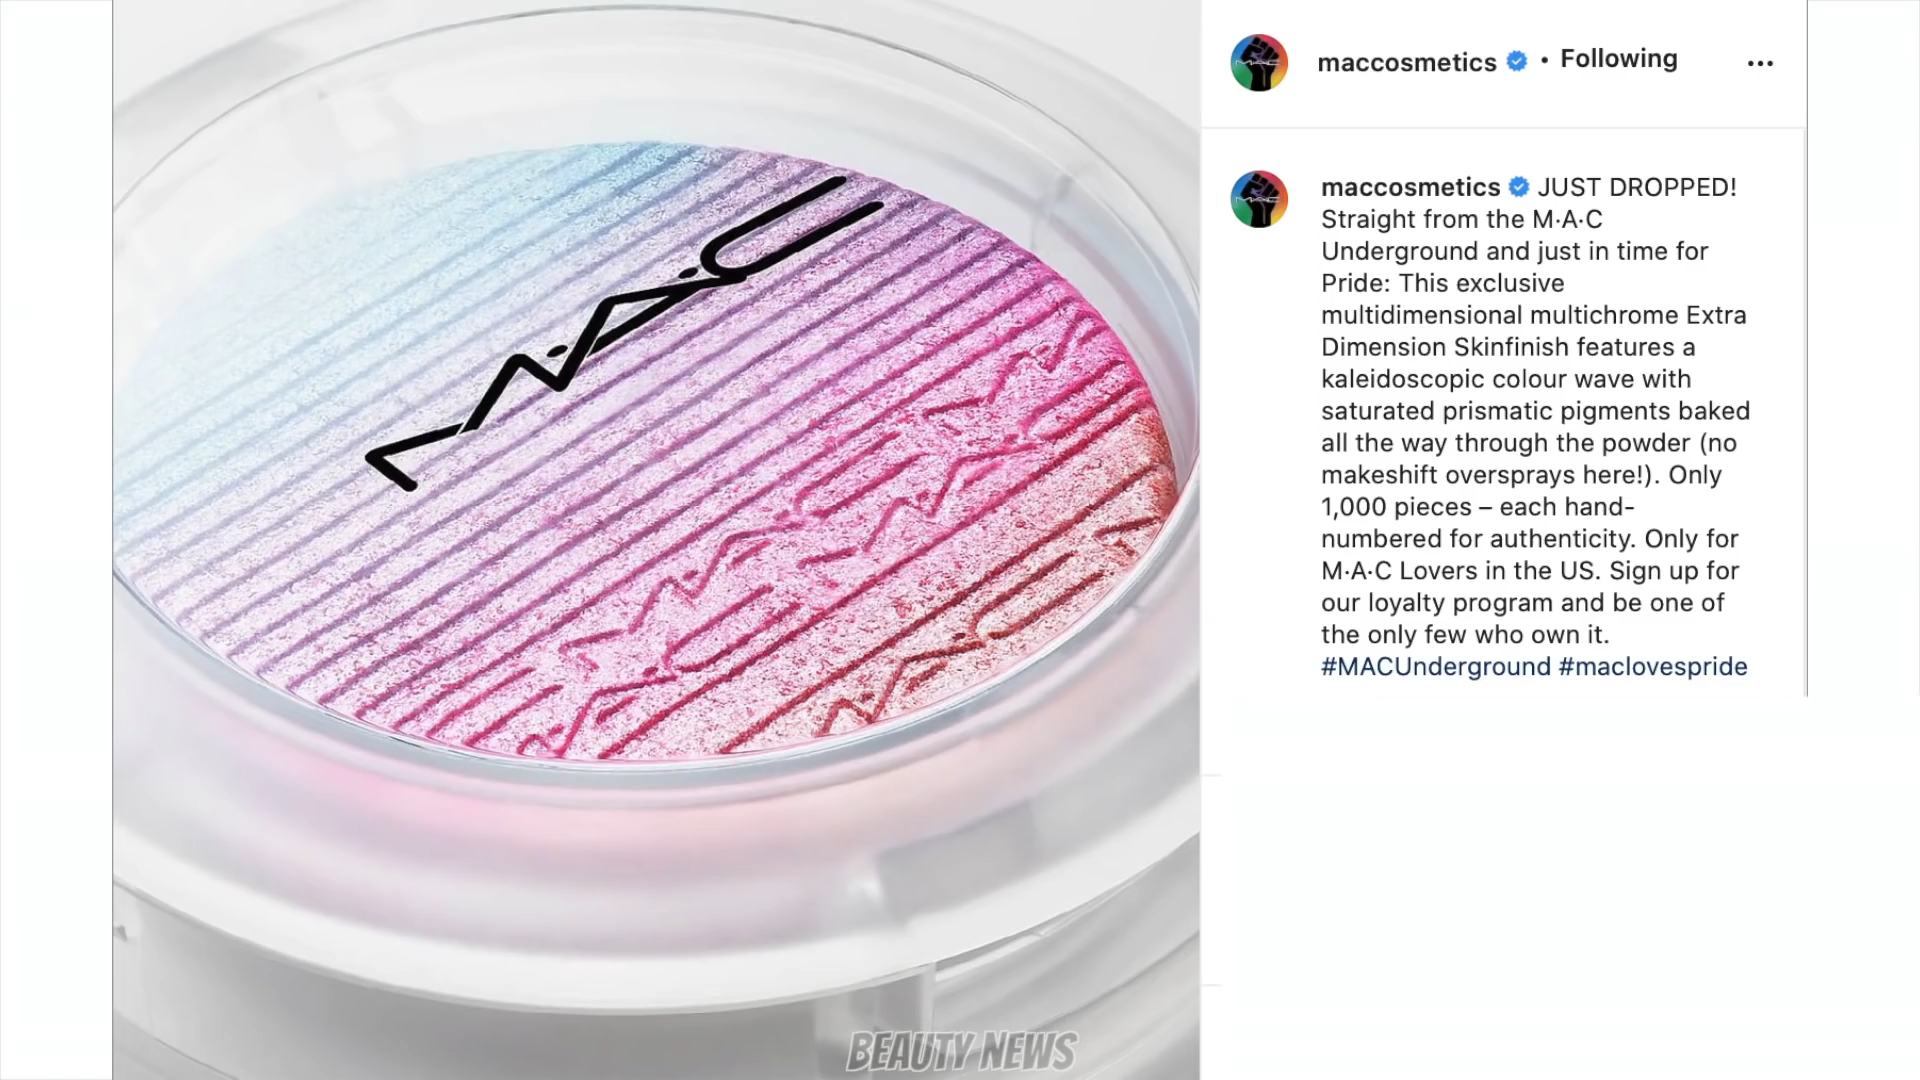 M·A·C
maccosmetics • Following
maccosmetics JUST DROPPED!
Straight from the M·A·C
Underground and just in time for
Pride: This exclusive
multidimensional multichrome Extra
Dimension Skinfinish features a
kaleidoscopic colour wave with
saturated prismatic pigments baked
all the way through the powder (no
makeshift oversprays here!). Only
1,000 pieces – each hand-
numbered for authenticity. Only for
M·A·C Lovers in the US. Sign up for
our loyalty program and be one of
the only few who own it.
#MACUnderground #maclovespride
BEAUTY NEWS